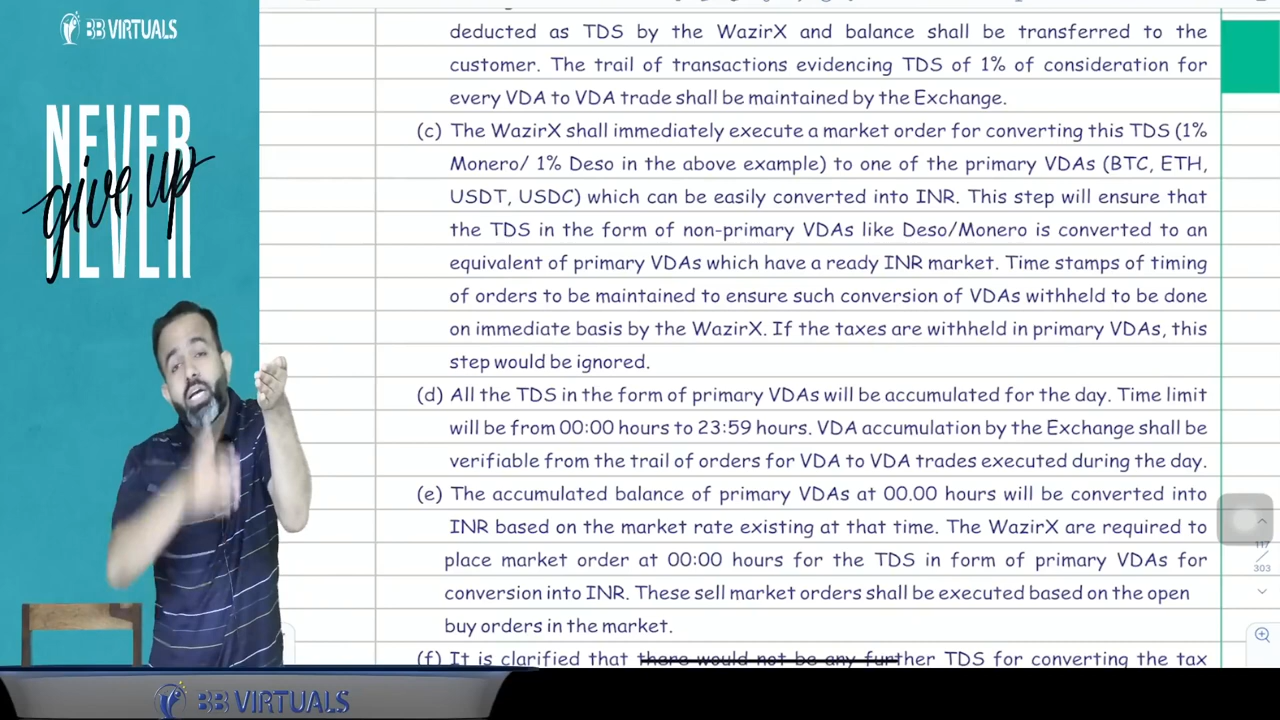 BB VIRTUALS
NEVER
give up
NEVER
deducted as TDS by the WazirX and balance shall be transferred to the
customer. The trail of transactions evidencing TDS of 1% of consideration for
every VDA to VDA trade shall be maintained by the Exchange.
(c) The WazirX shall immediately execute a market order for converting this TDS (1%
Monero/ 1% Deso in the above example) to one of the primary VDAs (BTC, ETH,
USDT, USDC) which can be easily converted into INR. This step will ensure that
the TDS in the form of non-primary VDAs like Deso/Monero is converted to an
equivalent of primary VDAs which have a ready INR market. Time stamps of timing
of orders to be maintained to ensure such conversion of VDAs withheld to be done
on immediate basis by the WazirX. If the taxes are withheld in primary VDAs, this
step would be ignored.
(d) All the TDS in the form of primary VDAs will be accumulated for the day. Time limit
will be from 00:00 hours to 23:59 hours. VDA accumulation by the Exchange shall be
verifiable from the trail of orders for VDA to VDA trades executed during the day.
(e) The accumulated balance of primary VDAs at 00.00 hours will be converted into
INR based on the market rate existing at that time. The WazirX are required to
place market order at 00:00 hours for the TDS in form of primary VDAs for
conversion into INR. These sell market orders shall be executed based on the open
buy orders in the market.
(f) It is clarified that there would not be any further TDS for converting the tax
117
303
BB VIRTUALS